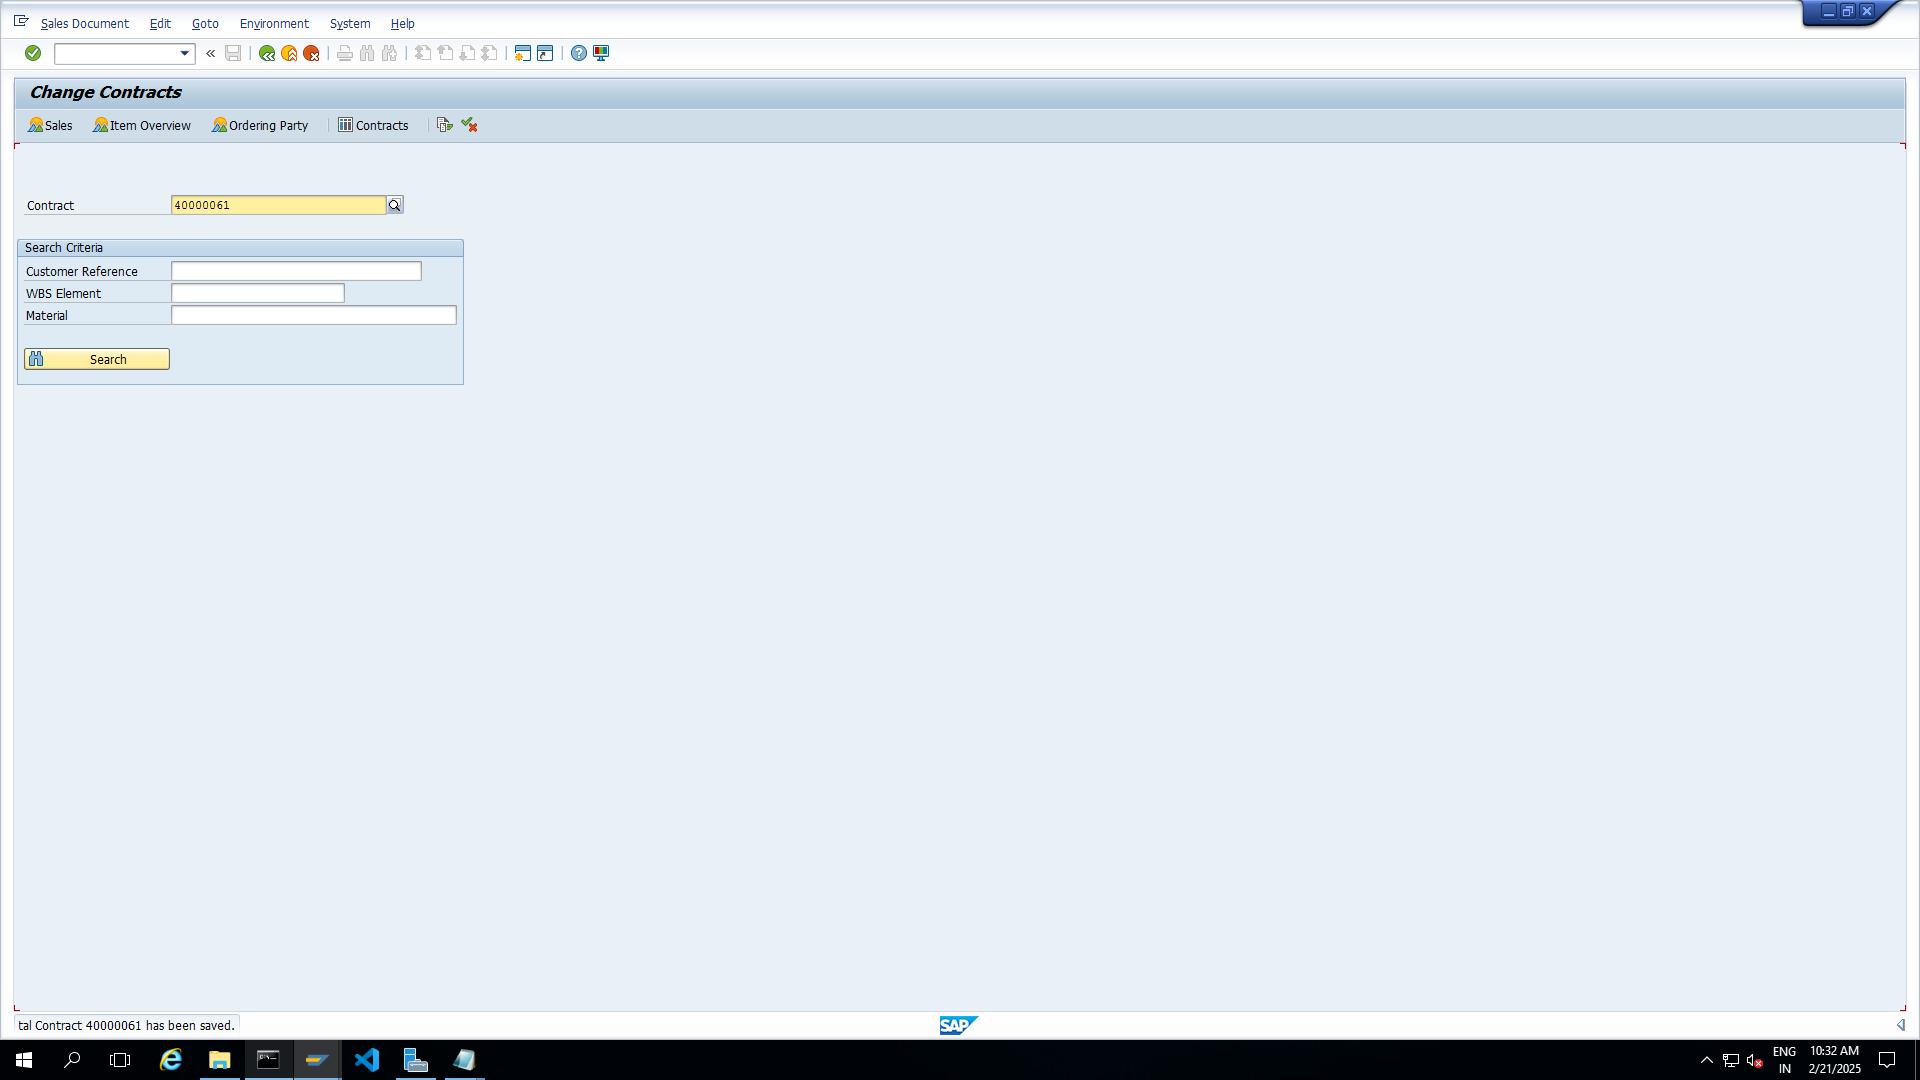 Sales Document Edit Goto Environment System Help
Change Contracts
Sales Item Overview Ordering Party Contracts
Contract 40000061
Search Criteria
Customer Reference
WBS Element
Material
Search
tal Contract 40000061 has been saved.
SAP
ENG 10:32 AM
IN 2/21/2025